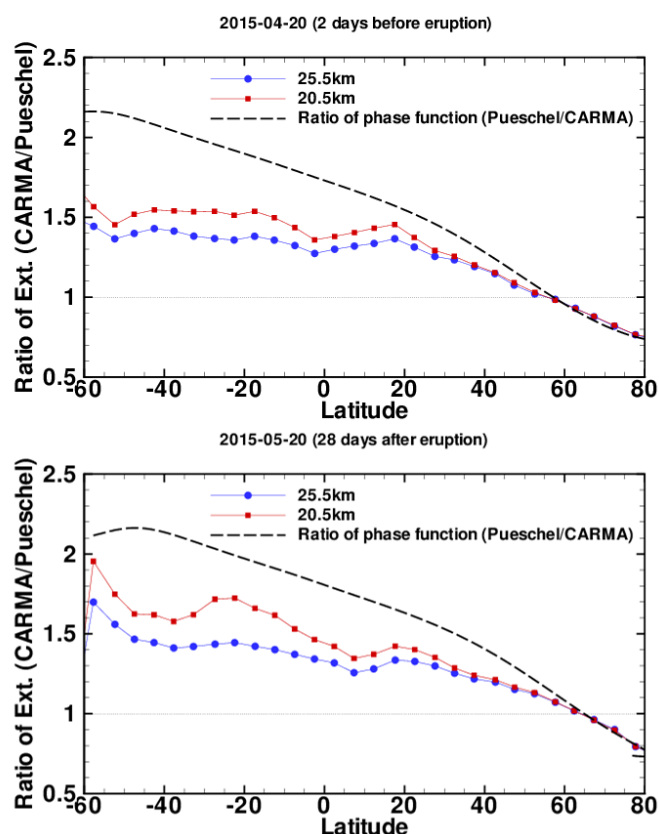 2015-04-20 (2 days before eruption)
Ratio of Ext. (CARMA/Pueschel)
2.5
2
1.5
1
0.5
25.5km
20.5km
Ratio of phase function (Pueschel/CARMA)
-60 -40 -20 0 20 40 60 80
Latitude
2015-05-20 (28 days after eruption)
Ratio of Ext. (CARMA/Pueschel)
2.5
2
1.5
1
0.5
25.5km
20.5km
Ratio of phase function (Pueschel/CARMA)
-60 -40 -20 0 20 40 60 80
Latitude